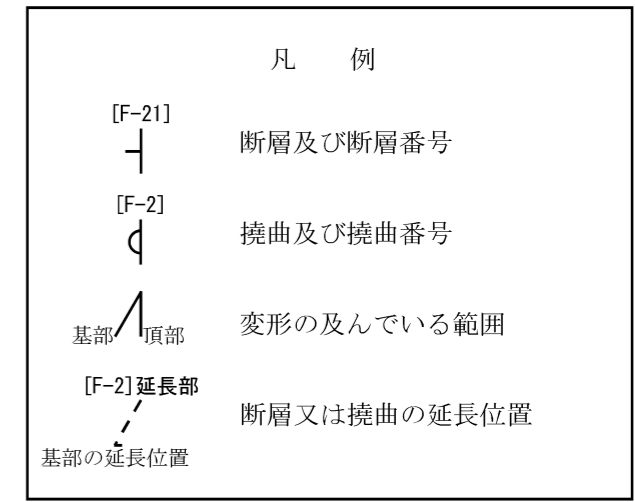 凡　例
[F-21]
断層及び断層番号
[F-2]
撓曲及び撓曲番号
基部 頂部
変形の及んでいる範囲
[F-2]延長部
断層又は撓曲の延長位置
基部の延長位置